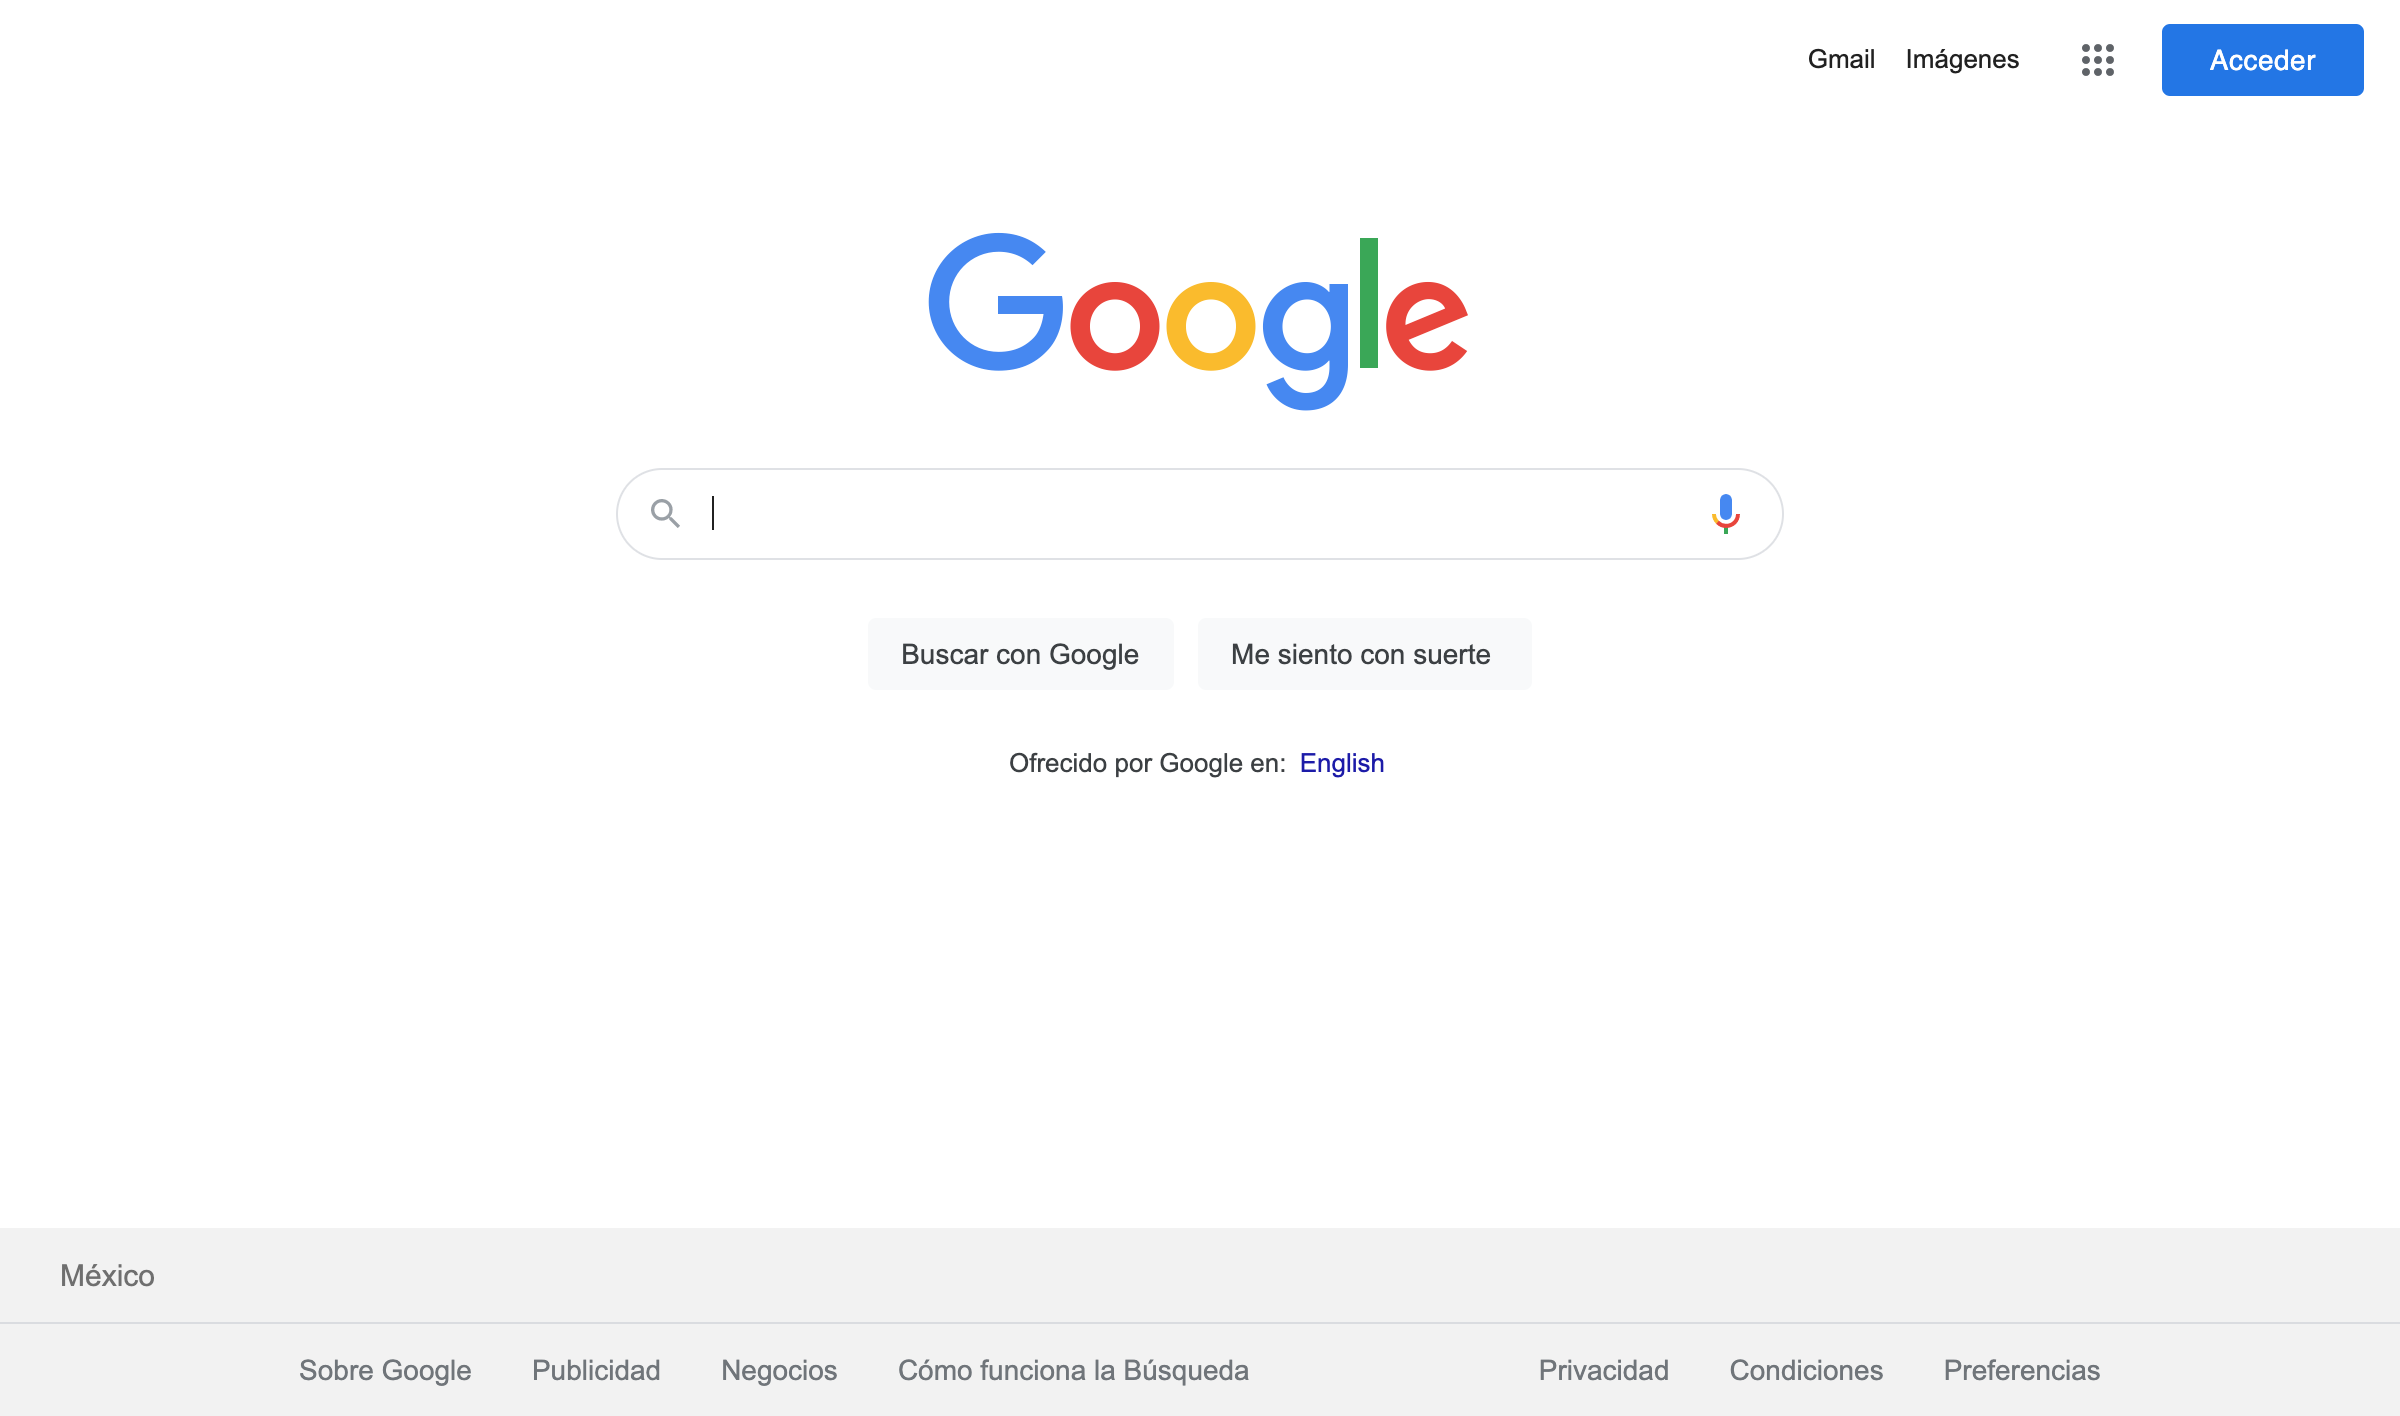 Gmail Imágenes Acceder
Google
Buscar con Google Me siento con suerte
Ofrecido por Google en: English
México
Sobre Google Publicidad Negocios Cómo funciona la Búsqueda Privacidad Condiciones Preferencias